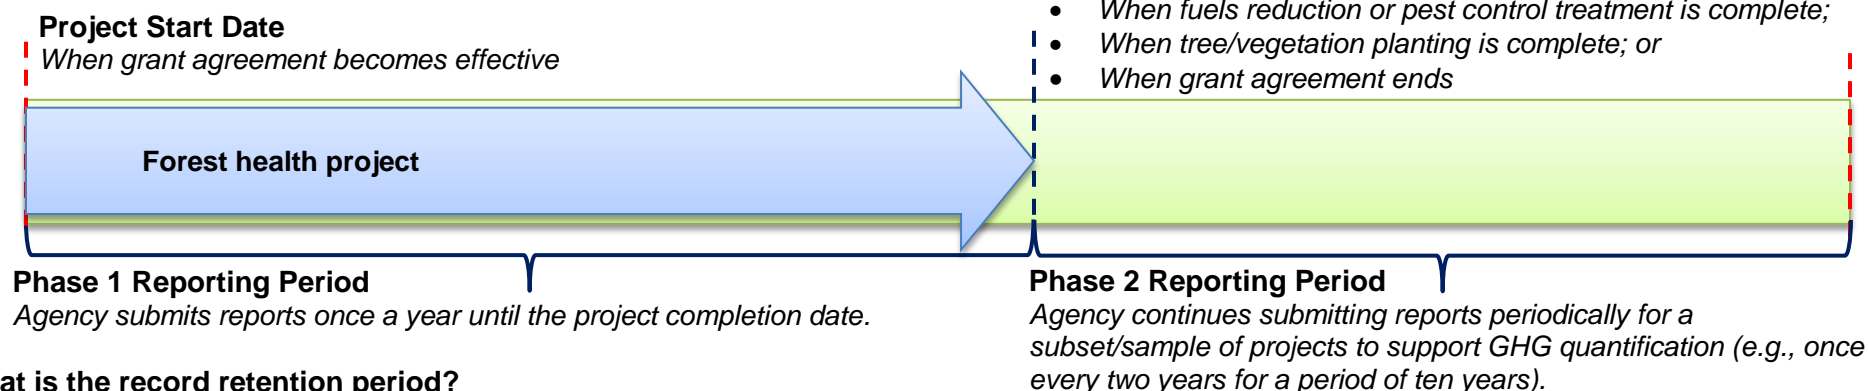 Project Start Date
When grant agreement becomes effective
• When fuels reduction or pest control treatment is complete;
• When tree/vegetation planting is complete; or
• When grant agreement ends
Forest health project
Phase 1 Reporting Period
Agency submits reports once a year until the project completion date.
Phase 2 Reporting Period
Agency continues submitting reports periodically for a
subset/sample of projects to support GHG quantification (e.g., once
every two years for a period of ten years).
at is the record retention period?